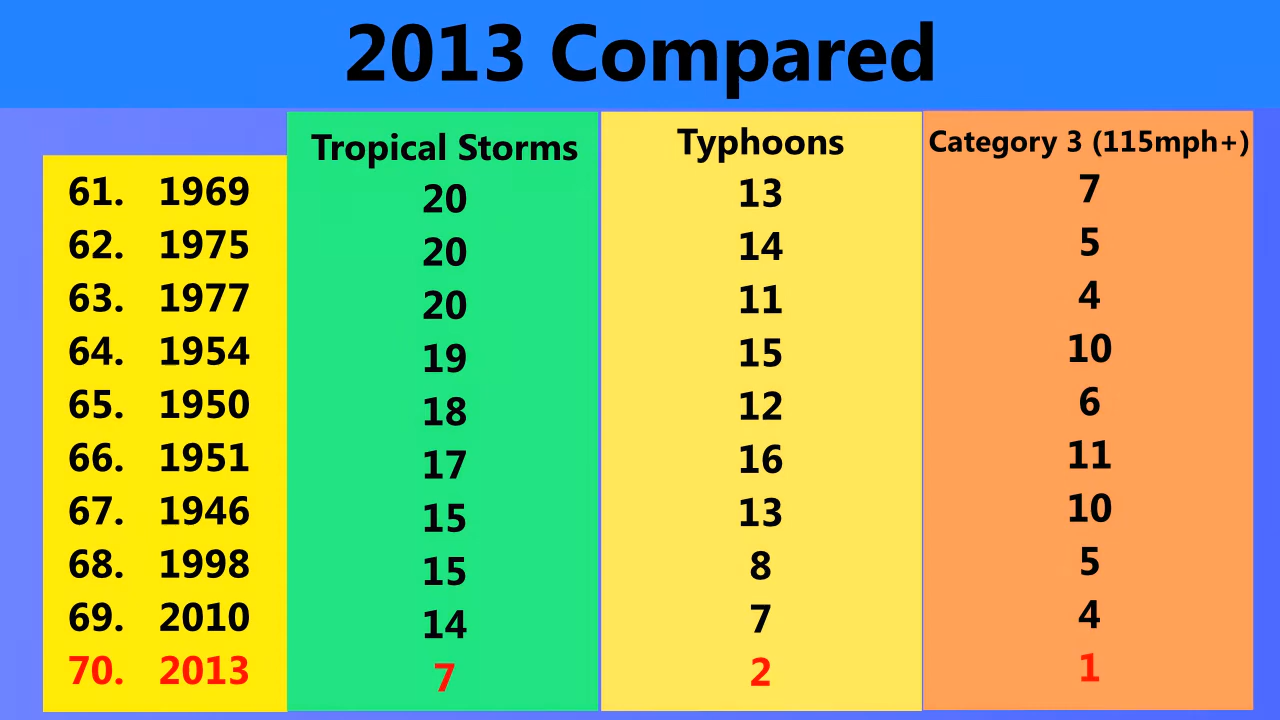 2013 Compared
Tropical Storms Typhoons Category 3 (115mph+)
61. 1969 20 13 7
62. 1975 20 14 5
63. 1977 20 11 4
64. 1954 19 15 10
65. 1950 18 12 6
66. 1951 17 16 11
67. 1946 15 13 10
68. 1998 15 8 5
69. 2010 14 7 4
70. 2013 7 2 1